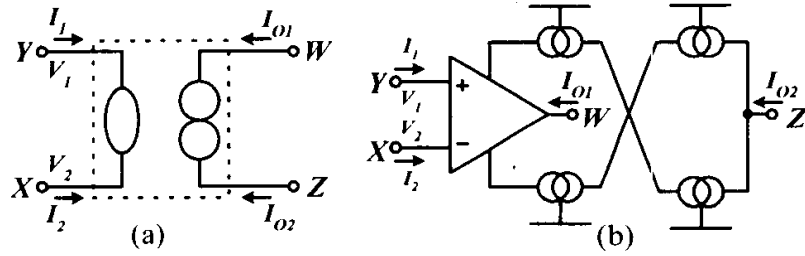 I1 IO1
Y W
V1
V2
X Z
I2 IO2
(a)
I1
Y + IO1 IO2
V1
W Z
V2
X −
I2
(b)